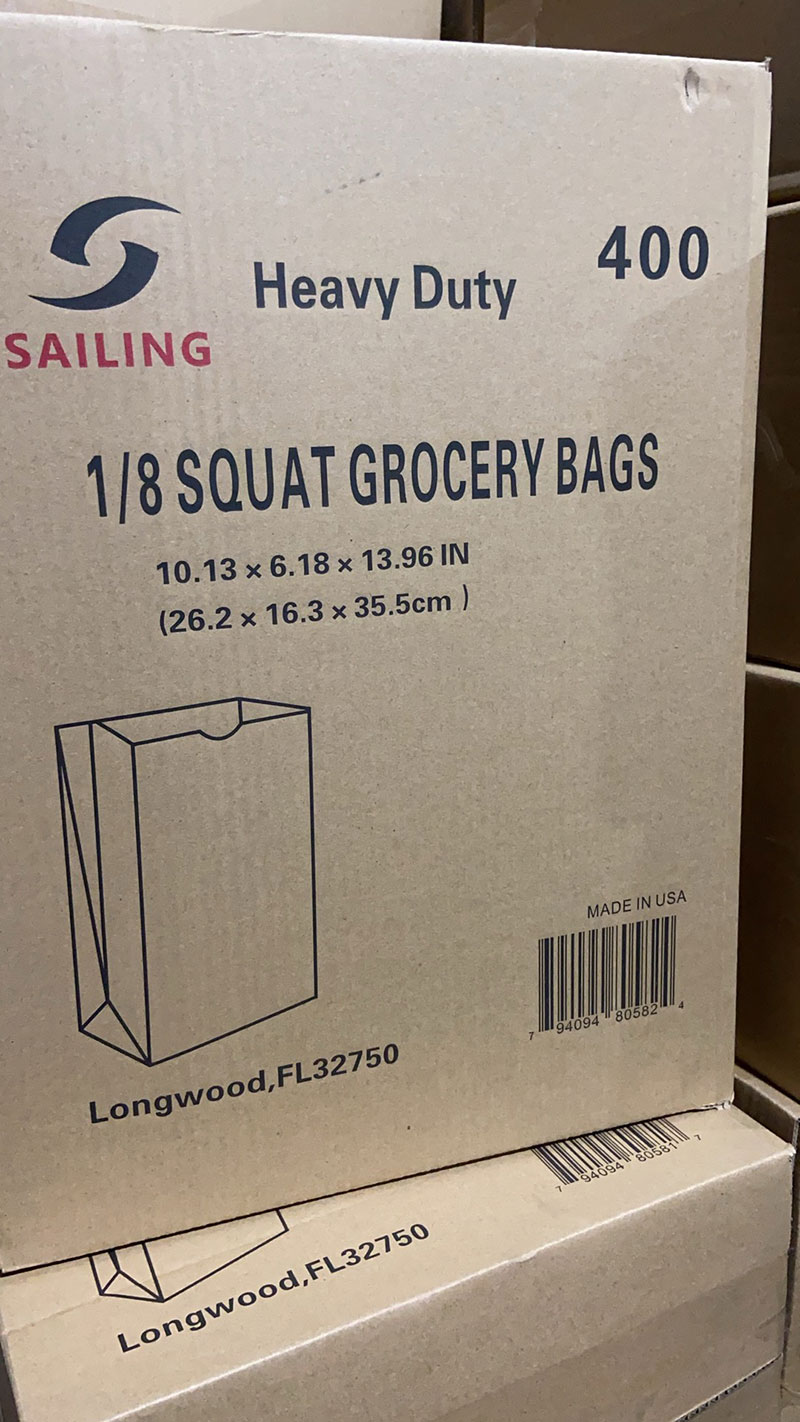 Heavy Duty
400
SAILING
1/8 SQUAT GROCERY BAGS
10.13 × 6.18 × 13.96 IN
(26.2 × 16.3 × 35.5cm )
MADE IN USA
7 94094 80582 4
Longwood,FL32750
7 94094 80581 7
Longwood,FL32750